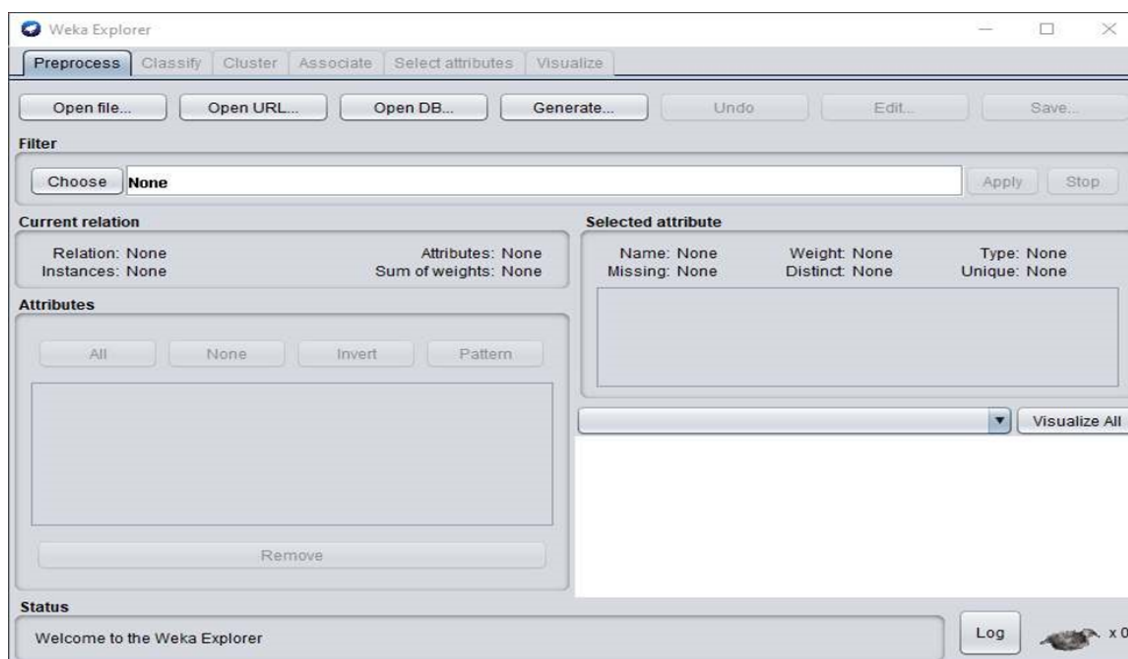 Weka Explorer
Preprocess Classify Cluster Associate Select attributes Visualize
Open file... Open URL... Open DB... Generate... Undo Edit... Save...
Filter
Choose None Apply Stop
Current relation
Relation: None Attributes: None
Instances: None Sum of weights: None
Selected attribute
Name: None Weight: None Type: None
Missing: None Distinct: None Unique: None
Attributes
All None Invert Pattern
Remove
Visualize All
Status
Welcome to the Weka Explorer
Log x 0